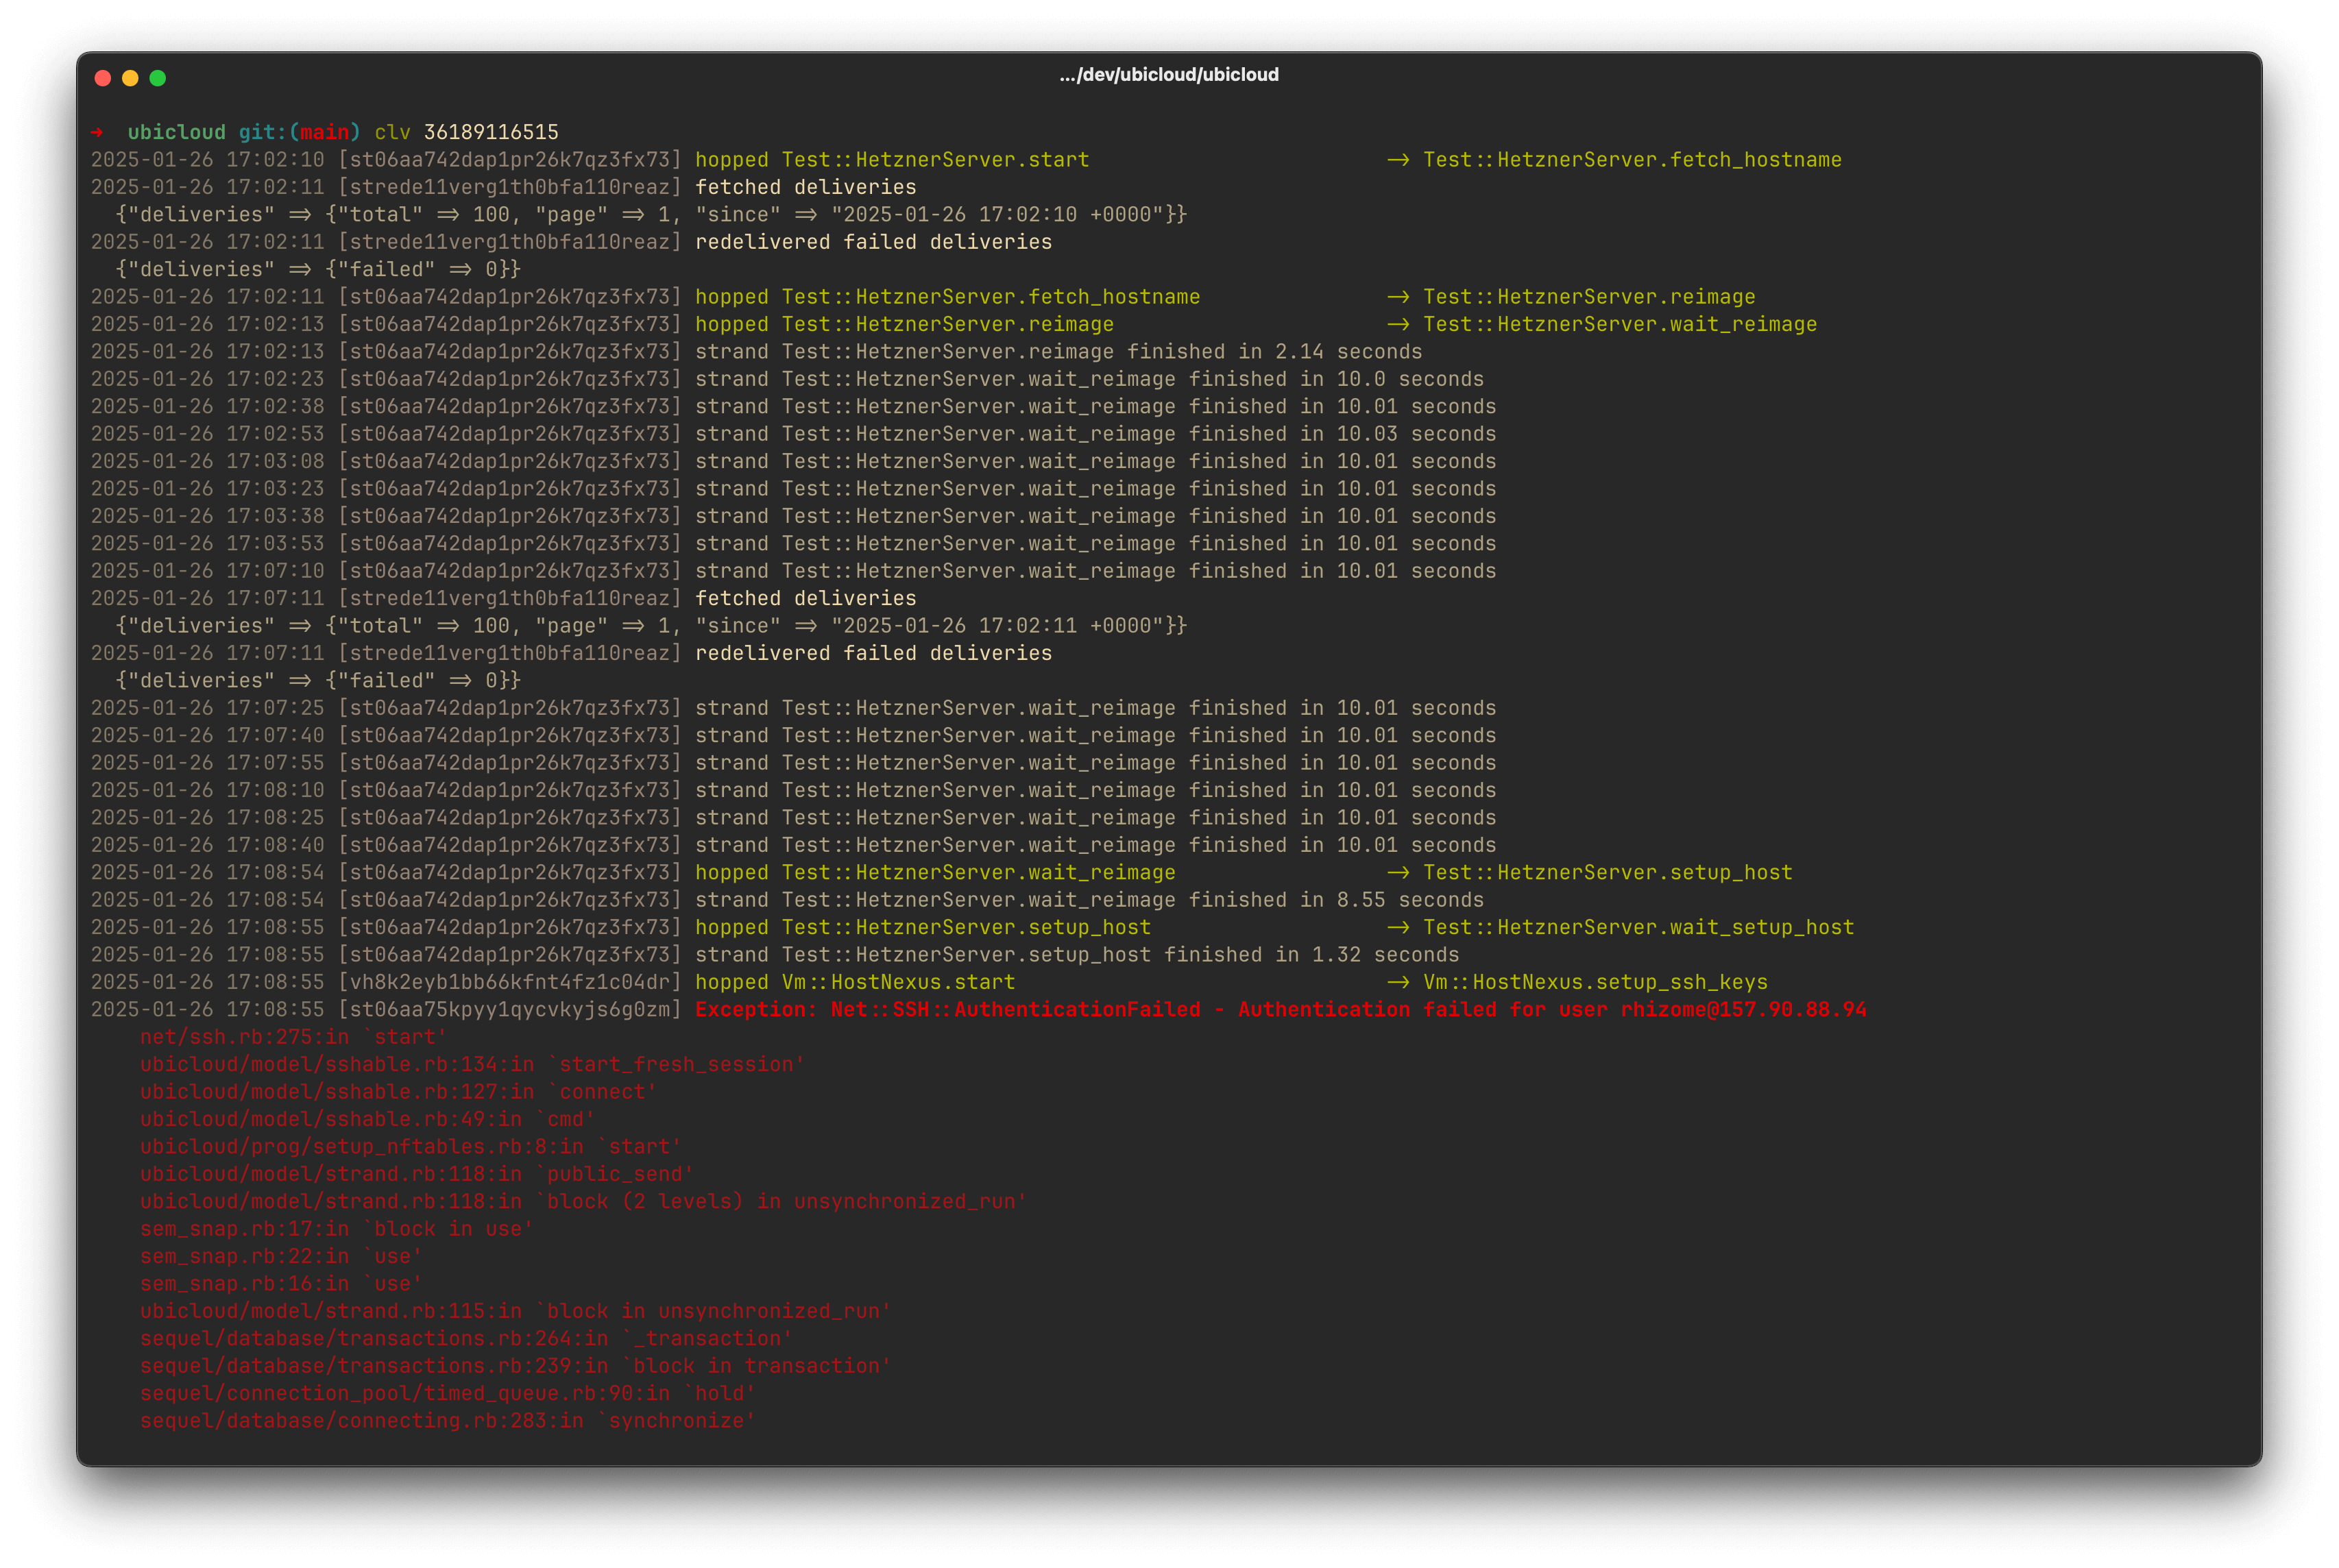 .../dev/ubicloud/ubicloud
→ ubicloud git:(main) clv 36189116515
2025-01-26 17:02:10 [st06aa742dap1pr26k7qz3fx73] hopped Test::HetznerServer.start → Test::HetznerServer.fetch_hostname
2025-01-26 17:02:11 [strede11verg1th0bfa110reaz] fetched deliveries
{"deliveries" => {"total" => 100, "page" => 1, "since" => "2025-01-26 17:02:10 +0000"}}
2025-01-26 17:02:11 [strede11verg1th0bfa110reaz] redelivered failed deliveries
{"deliveries" => {"failed" => 0}}
2025-01-26 17:02:11 [st06aa742dap1pr26k7qz3fx73] hopped Test::HetznerServer.fetch_hostname → Test::HetznerServer.reimage
2025-01-26 17:02:13 [st06aa742dap1pr26k7qz3fx73] hopped Test::HetznerServer.reimage → Test::HetznerServer.wait_reimage
2025-01-26 17:02:13 [st06aa742dap1pr26k7qz3fx73] strand Test::HetznerServer.reimage finished in 2.14 seconds
2025-01-26 17:02:23 [st06aa742dap1pr26k7qz3fx73] strand Test::HetznerServer.wait_reimage finished in 10.0 seconds
2025-01-26 17:02:38 [st06aa742dap1pr26k7qz3fx73] strand Test::HetznerServer.wait_reimage finished in 10.01 seconds
2025-01-26 17:02:53 [st06aa742dap1pr26k7qz3fx73] strand Test::HetznerServer.wait_reimage finished in 10.03 seconds
2025-01-26 17:03:08 [st06aa742dap1pr26k7qz3fx73] strand Test::HetznerServer.wait_reimage finished in 10.01 seconds
2025-01-26 17:03:23 [st06aa742dap1pr26k7qz3fx73] strand Test::HetznerServer.wait_reimage finished in 10.01 seconds
2025-01-26 17:03:38 [st06aa742dap1pr26k7qz3fx73] strand Test::HetznerServer.wait_reimage finished in 10.01 seconds
2025-01-26 17:03:53 [st06aa742dap1pr26k7qz3fx73] strand Test::HetznerServer.wait_reimage finished in 10.01 seconds
2025-01-26 17:07:10 [st06aa742dap1pr26k7qz3fx73] strand Test::HetznerServer.wait_reimage finished in 10.01 seconds
2025-01-26 17:07:11 [strede11verg1th0bfa110reaz] fetched deliveries
{"deliveries" => {"total" => 100, "page" => 1, "since" => "2025-01-26 17:02:11 +0000"}}
2025-01-26 17:07:11 [strede11verg1th0bfa110reaz] redelivered failed deliveries
{"deliveries" => {"failed" => 0}}
2025-01-26 17:07:25 [st06aa742dap1pr26k7qz3fx73] strand Test::HetznerServer.wait_reimage finished in 10.01 seconds
2025-01-26 17:07:40 [st06aa742dap1pr26k7qz3fx73] strand Test::HetznerServer.wait_reimage finished in 10.01 seconds
2025-01-26 17:07:55 [st06aa742dap1pr26k7qz3fx73] strand Test::HetznerServer.wait_reimage finished in 10.01 seconds
2025-01-26 17:08:10 [st06aa742dap1pr26k7qz3fx73] strand Test::HetznerServer.wait_reimage finished in 10.01 seconds
2025-01-26 17:08:25 [st06aa742dap1pr26k7qz3fx73] strand Test::HetznerServer.wait_reimage finished in 10.01 seconds
2025-01-26 17:08:40 [st06aa742dap1pr26k7qz3fx73] strand Test::HetznerServer.wait_reimage finished in 10.01 seconds
2025-01-26 17:08:54 [st06aa742dap1pr26k7qz3fx73] hopped Test::HetznerServer.wait_reimage → Test::HetznerServer.setup_host
2025-01-26 17:08:54 [st06aa742dap1pr26k7qz3fx73] strand Test::HetznerServer.wait_reimage finished in 8.55 seconds
2025-01-26 17:08:55 [st06aa742dap1pr26k7qz3fx73] hopped Test::HetznerServer.setup_host → Test::HetznerServer.wait_setup_host
2025-01-26 17:08:55 [st06aa742dap1pr26k7qz3fx73] strand Test::HetznerServer.setup_host finished in 1.32 seconds
2025-01-26 17:08:55 [vh8k2eyb1bb66kfnt4fz1c04dr] hopped Vm::HostNexus.start → Vm::HostNexus.setup_ssh_keys
2025-01-26 17:08:55 [st06aa75kpyy1qycvkyjs6g0zm] Exception: Net::SSH::AuthenticationFailed - Authentication failed for user rhizome@157.90.88.94
net/ssh.rb:275:in `start'
ubicloud/model/sshable.rb:134:in `start_fresh_session'
ubicloud/model/sshable.rb:127:in `connect'
ubicloud/model/sshable.rb:49:in `cmd'
ubicloud/prog/setup_nftables.rb:8:in `start'
ubicloud/model/strand.rb:118:in `public_send'
ubicloud/model/strand.rb:118:in `block (2 levels) in unsynchronized_run'
sem_snap.rb:17:in `block in use'
sem_snap.rb:22:in `use'
sem_snap.rb:16:in `use'
ubicloud/model/strand.rb:115:in `block in unsynchronized_run'
sequel/database/transactions.rb:264:in `_transaction'
sequel/database/transactions.rb:239:in `block in transaction'
sequel/connection_pool/timed_queue.rb:90:in `hold'
sequel/database/connecting.rb:283:in `synchronize'